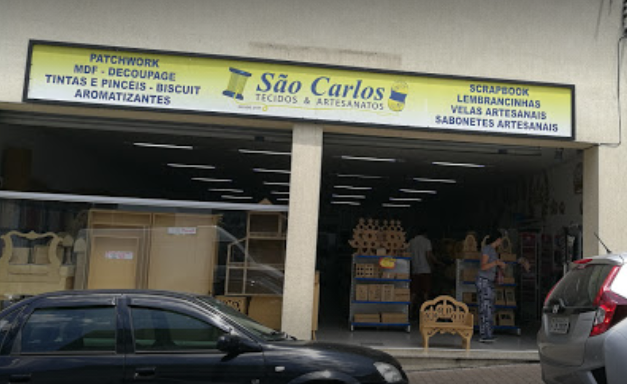 PATCHWORK
MDF - DECOUPAGE
TINTAS E PINCEIS - BISCUIT
AROMATIZANTES
São Carlos
TECIDOS & ARTESANATOS
SCRAPBOOK
LEMBRANCINHAS
VELAS ARTESANAIS
SABONETES ARTESANAIS